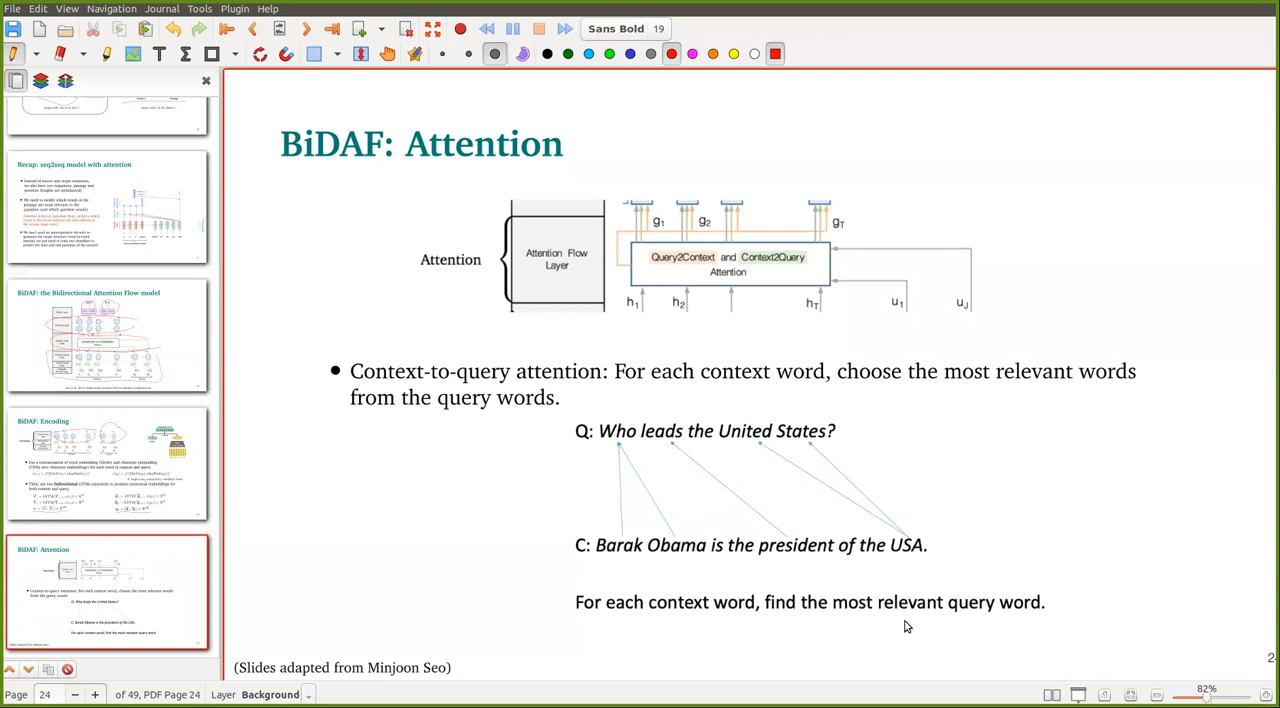 File Edit View Navigation Journal Tools Plugin Help
Sans Bold 19
Recap: seq2seq model with attention
BiDAF: the Bidirectional Attention Flow model
BiDAF: Encoding
BiDAF: Attention
BiDAF: Attention
Attention
Attention Flow
Layer
g1 g2 gT
Query2Context and Context2Query
Attention
h1 h2 hT u1 uJ
• Context-to-query attention: For each context word, choose the most relevant words
from the query words.
Q: Who leads the United States?
C: Barak Obama is the president of the USA.
For each context word, find the most relevant query word.
(Slides adapted from Minjoon Seo)
Page 24 of 49, PDF Page 24 Layer Background
82%